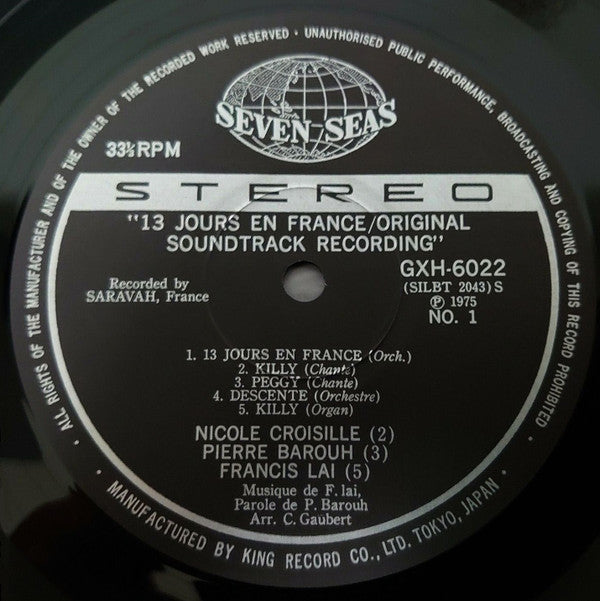 ALL RIGHTS OF THE MANUFACTURER AND OF THE OWNER OF THE RECORDED WORK RESERVED · UNAUTHORISED PUBLIC PERFORMANCE, BROADCASTING AND COPYING OF THIS RECORD PROHIBITED ·
SEVEN SEAS
33⅓RPM
STEREO
"13 JOURS EN FRANCE/ORIGINAL
SOUNDTRACK RECORDING"
Recorded by
SARAVAH, France
GXH-6022
(SILBT 2043) S
Ⓟ 1975
NO. 1
1. 13 JOURS EN FRANCE (Orch.)
2. KILLY (Chante)
3. PEGGY (Chante)
4. DESCENTE (Orchestre)
5. KILLY (Organ)
NICOLE CROISILLE (2)
PIERRE BAROUH (3)
FRANCIS LAI (5)
Musique de F. lai,
Parole de P. Barouh
Arr. C. Gaubert
· MANUFACTURED BY KING RECORD CO., LTD. TOKYO, JAPAN ·